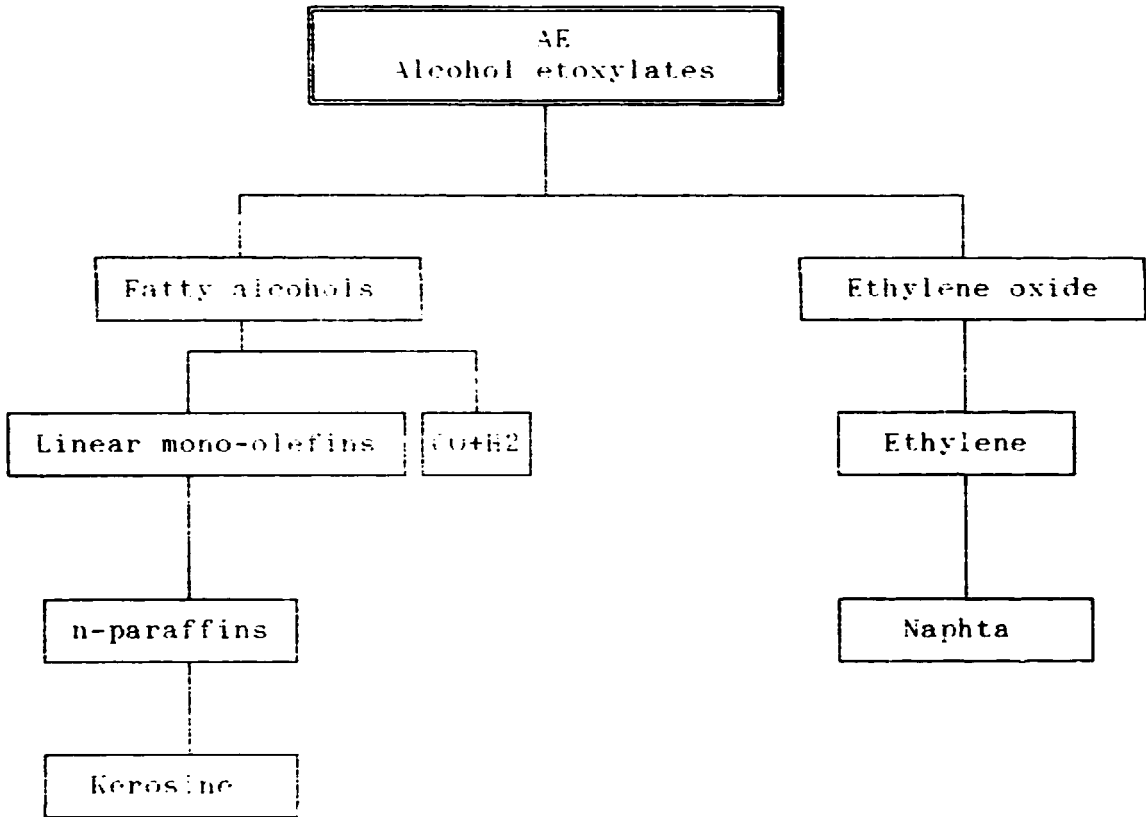 AE
Alcohol etoxylates
Fatty alcohols
Ethylene oxide
Linear mono-olefins
CO+H2
Ethylene
n-paraffins
Naphta
Kerosine